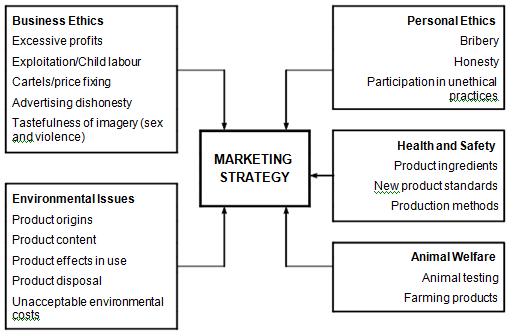 Business Ethics
Excessive profits
Exploitation/Child labour
Cartels/price fixing
Advertising dishonesty
Tastefulness of imagery (sex
and violence)
Personal Ethics
Bribery
Honesty
Participation in unethical
practices
MARKETING
STRATEGY
Health and Safety
Product ingredients
New product standards
Production methods
Environmental Issues
Product origins
Product content
Product effects in use
Product disposal
Unacceptable environmental
costs
Animal Welfare
Animal testing
Farming products